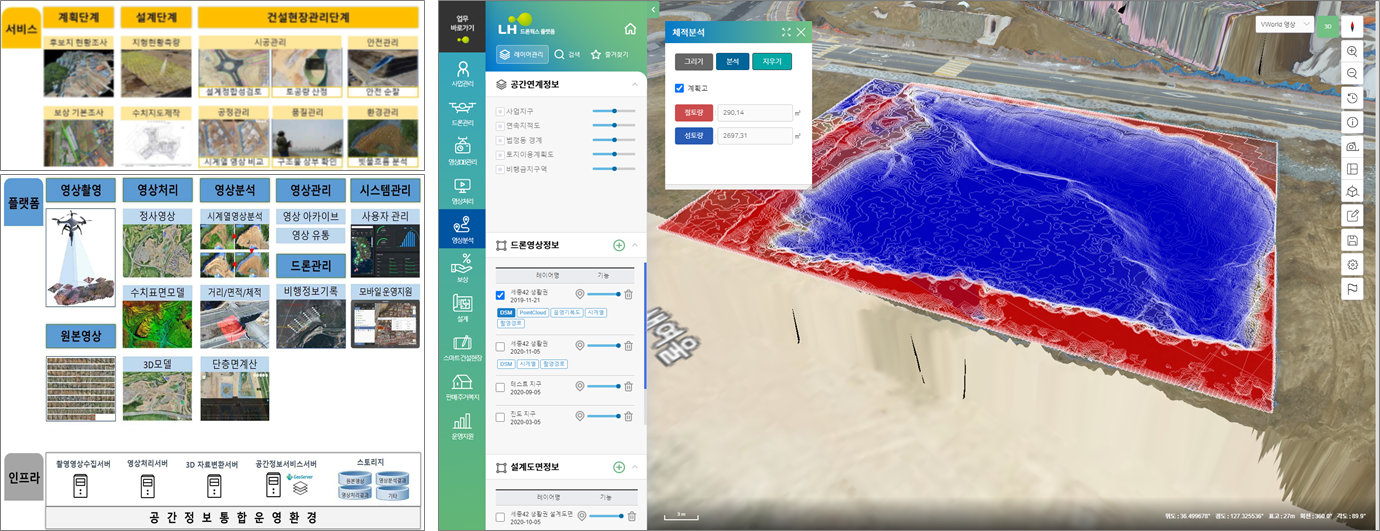 서비스
계획단계
설계단계
건설현장관리단계
후보지 현황조사
지형현황측량
시공관리
안전관리
설계정합성검토
토공량 산정
안전 순찰
보상 기본조사
수치지도제작
공정관리
품질관리
환경관리
시계열 영상 비교
구조물 상부 확인
빗물흐름 분석
플랫폼
영상촬영
영상처리
영상분석
영상관리
시스템관리
정사영상
시계열영상분석
영상 아카이브
사용자 관리
영상 유통
드론관리
수치표면모델
거리/면적/체적
비행정보기록
모바일운영지원
원본영상
3D모델
단층면계산
인프라
촬영영상수집서버
영상처리서버
3D 자료변환서버
공간정보서비스서버
GeoServer
스토리지
원본영상
영상분석결과
영상처리결과
기타
공간정보통합운영환경
업무
바로가기
사업관리
드론관리
영상DB관리
영상처리
영상분석
보상
설계
스마트건설현장
판매주거복지
운영지원
LH 드론웍스 플랫폼
레이어관리
검색
즐겨찾기
공간연계정보
사업지구
연속지적도
법정동 경계
토지이용계획도
비행금지구역
드론영상정보
레이어명
기능
세종42 생활권
2019-11-21
DSM
PointCloud
운영기복도
시계열
촬영경로
세종42 생활권
2020-11-05
DSM
시계열
촬영경로
테스트 지구
2020-09-05
진도 지구
2020-03-05
설계도면정보
레이어명
기능
세종42 생활권 설계도면
2020-10-05
체적분석
그리기
분석
지우기
계획고
절토량
290,14
㎥
성토량
2697,31
㎥
VWorld 영상
3D
3 m
위도 : 36.499678° 경도 : 127.325536° 표고 : 27m 회전 : 360.0° 각도 : 89.9°